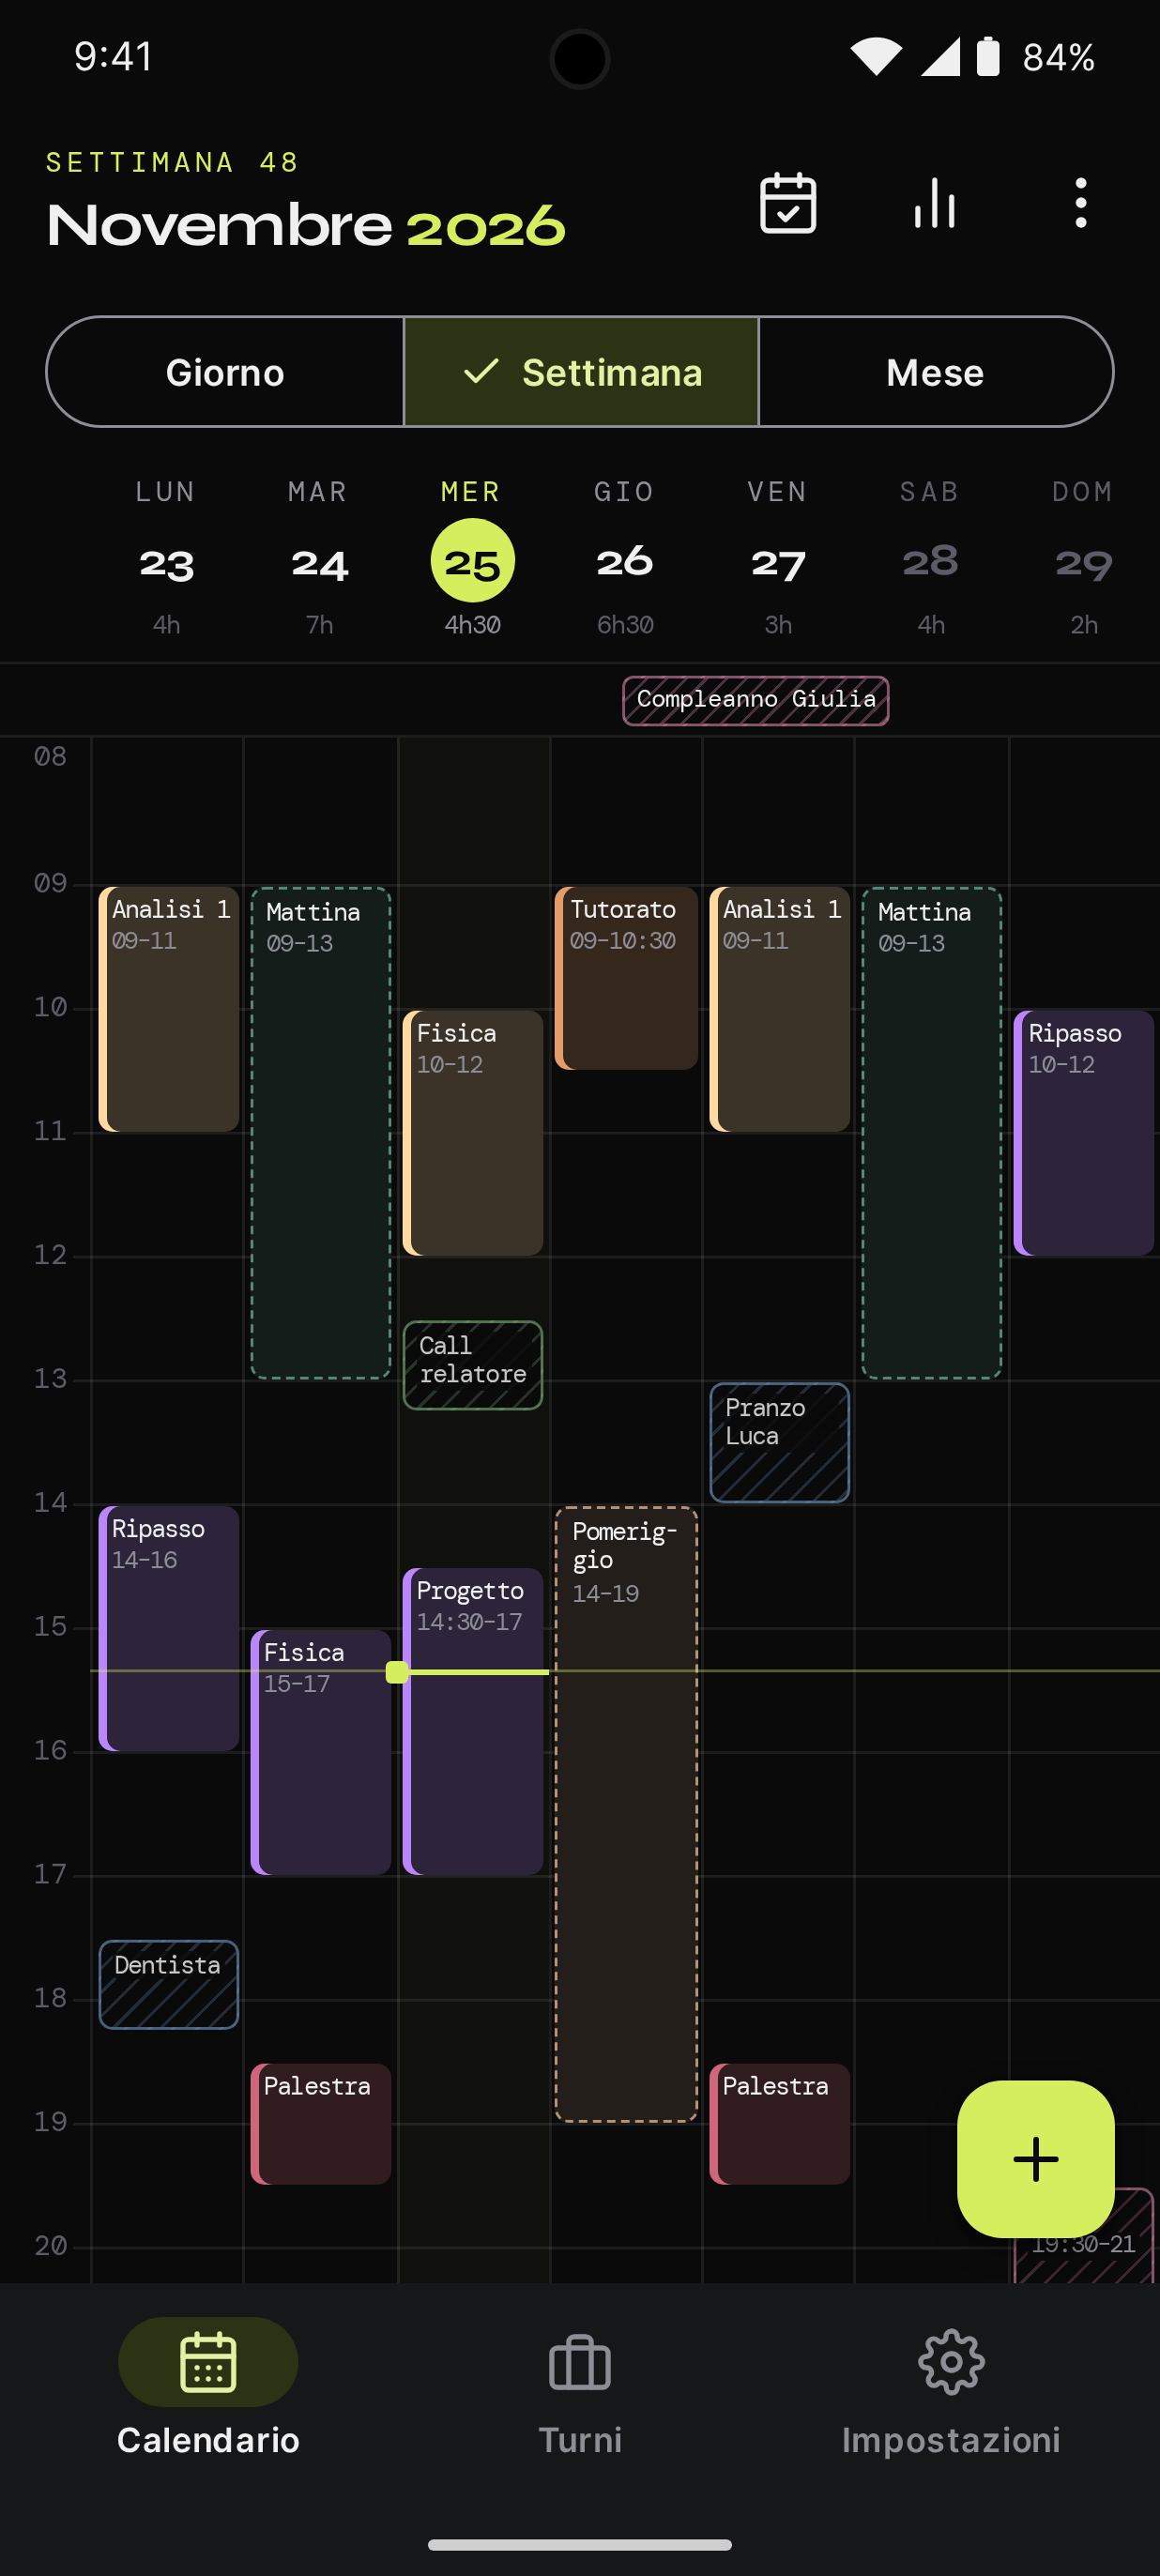 9:41
84%
SETTIMANA 48
Novembre 2026
Giorno
Settimana
Mese
LUN MAR MER GIO VEN SAB DOM
23 24 25 26 27 28 29
4h 7h 4h30 6h30 3h 4h 2h
Compleanno Giulia
08
09
Analisi 1
09–11
Mattina
09–13
Tutorato
09–10:30
Analisi 1
09–11
Mattina
09–13
10
Fisica
10–12
Ripasso
10–12
11
12
Call
relatore
13
Pranzo
Luca
14
Ripasso
14–16
Pomerig-
gio
14–19
Progetto
14:30–17
15
Fisica
15–17
16
17
Dentista
18
Palestra
Palestra
19
20
19:30–21
Calendario
Turni
Impostazioni